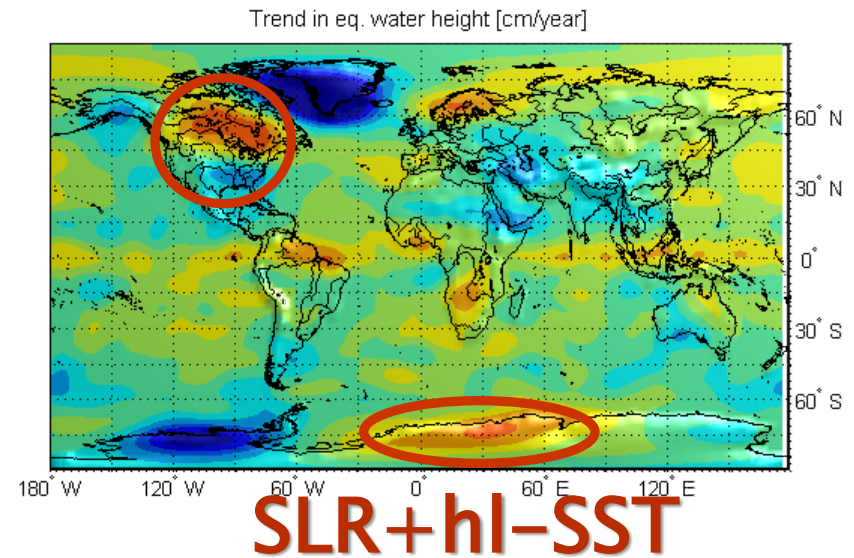 Trend in eq. water height [cm/year]
60° N
30° N
0°
30° S
60° S
180° W 120° W 60° W 0° 60° E 120° E
SLR+hl-SST